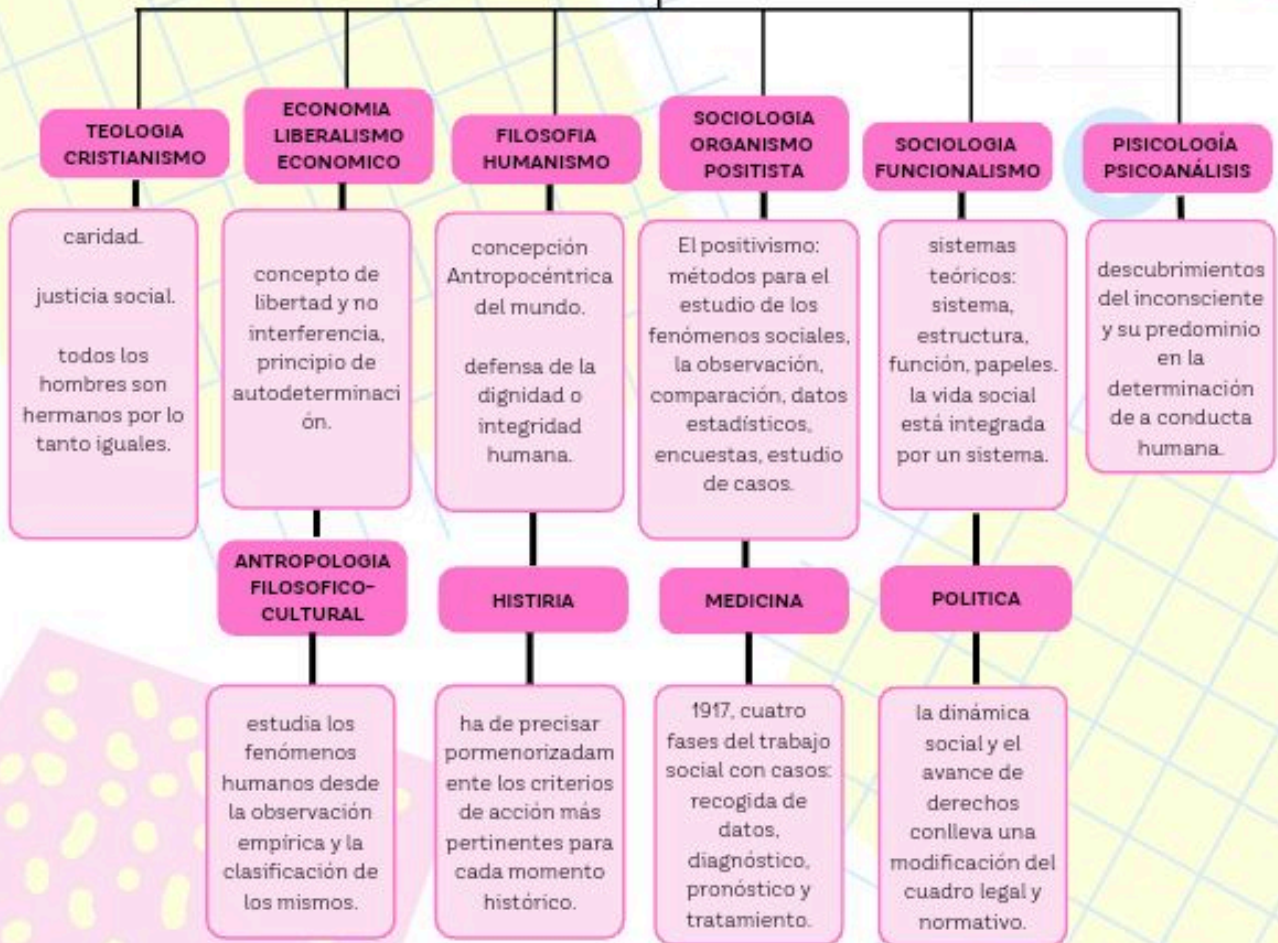 TEOLOGIA
CRISTIANISMO
caridad.
justicia social.
todos los
hombres son
hermanos por lo
tanto iguales.
ECONOMIA
LIBERALISMO
ECONOMICO
concepto de
libertad y no
interferencia,
principio de
autodeterminaci
ón.
FILOSOFIA
HUMANISMO
concepción
Antropocéntrica
del mundo.
defensa de la
dignidad o
integridad
humana.
SOCIOLOGIA
ORGANISMO
POSITISTA
El positivismo:
métodos para el
estudio de los
fenómenos sociales,
la observación,
comparación, datos
estadísticos,
encuestas, estudio
de casos.
SOCIOLOGIA
FUNCIONALISMO
sistemas
teóricos:
sistema,
estructura,
función, papeles.
la vida social
está integrada
por un sistema.
PISICOLOGÍA
PSICOANÁLISIS
descubrimientos
del inconsciente
y su predominio
en la
determinación
de a conducta
humana.
ANTROPOLOGIA
FILOSOFICO-
CULTURAL
estudia los
fenómenos
humanos desde
la observación
empírica y la
clasificación de
los mismos.
HISTIRIA
ha de precisar
pormenorizadam
ente los criterios
de acción más
pertinentes para
cada momento
histórico.
MEDICINA
1917, cuatro
fases del trabajo
social con casos:
recogida de
datos,
diagnóstico,
pronóstico y
tratamiento.
POLITICA
la dinámica
social y el
avance de
derechos
conlleva una
modificación del
cuadro legal y
normativo.